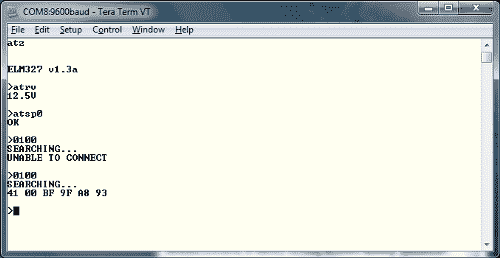 COM8:9600baud - Tera Term VT
File Edit Setup Control Window Help
atz
ELM327 v1.3a
>atrv
12.5V
>atsp0
OK
>0100
SEARCHING...
UNABLE TO CONNECT
>0100
SEARCHING...
41 00 BF 9F A8 93
>